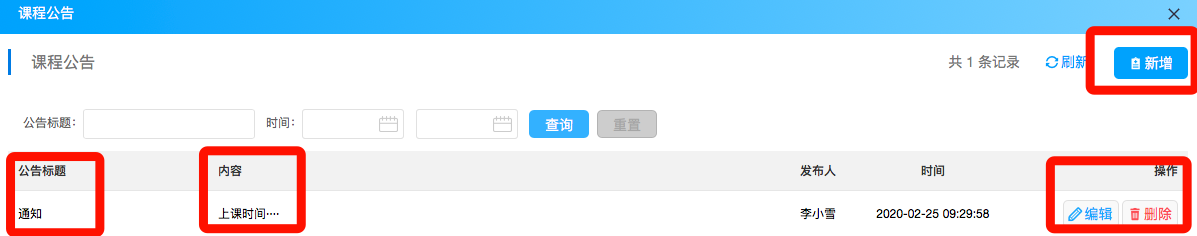 课程公告
课程公告 共 1 条记录 刷新 新增
公告标题: 时间: 查询 重置
公告标题 内容 发布人 时间 操作
通知 上课时间···· 李小雪 2020-02-25 09:29:58 编辑 删除